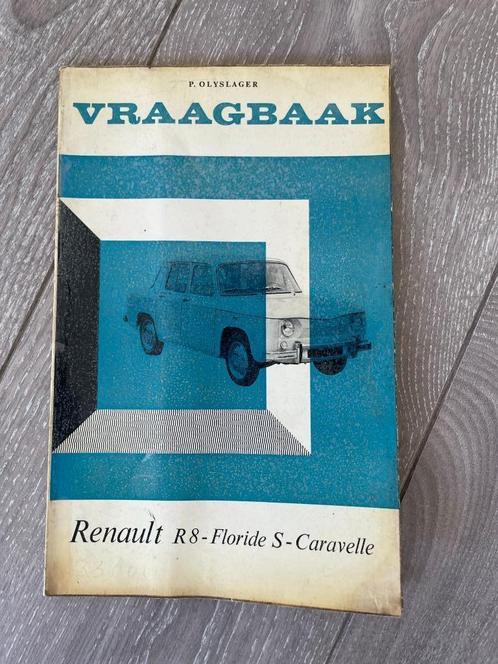 P. OLYSLAGER
VRAAGBAAK
Renault R8-Floride S-Caravelle